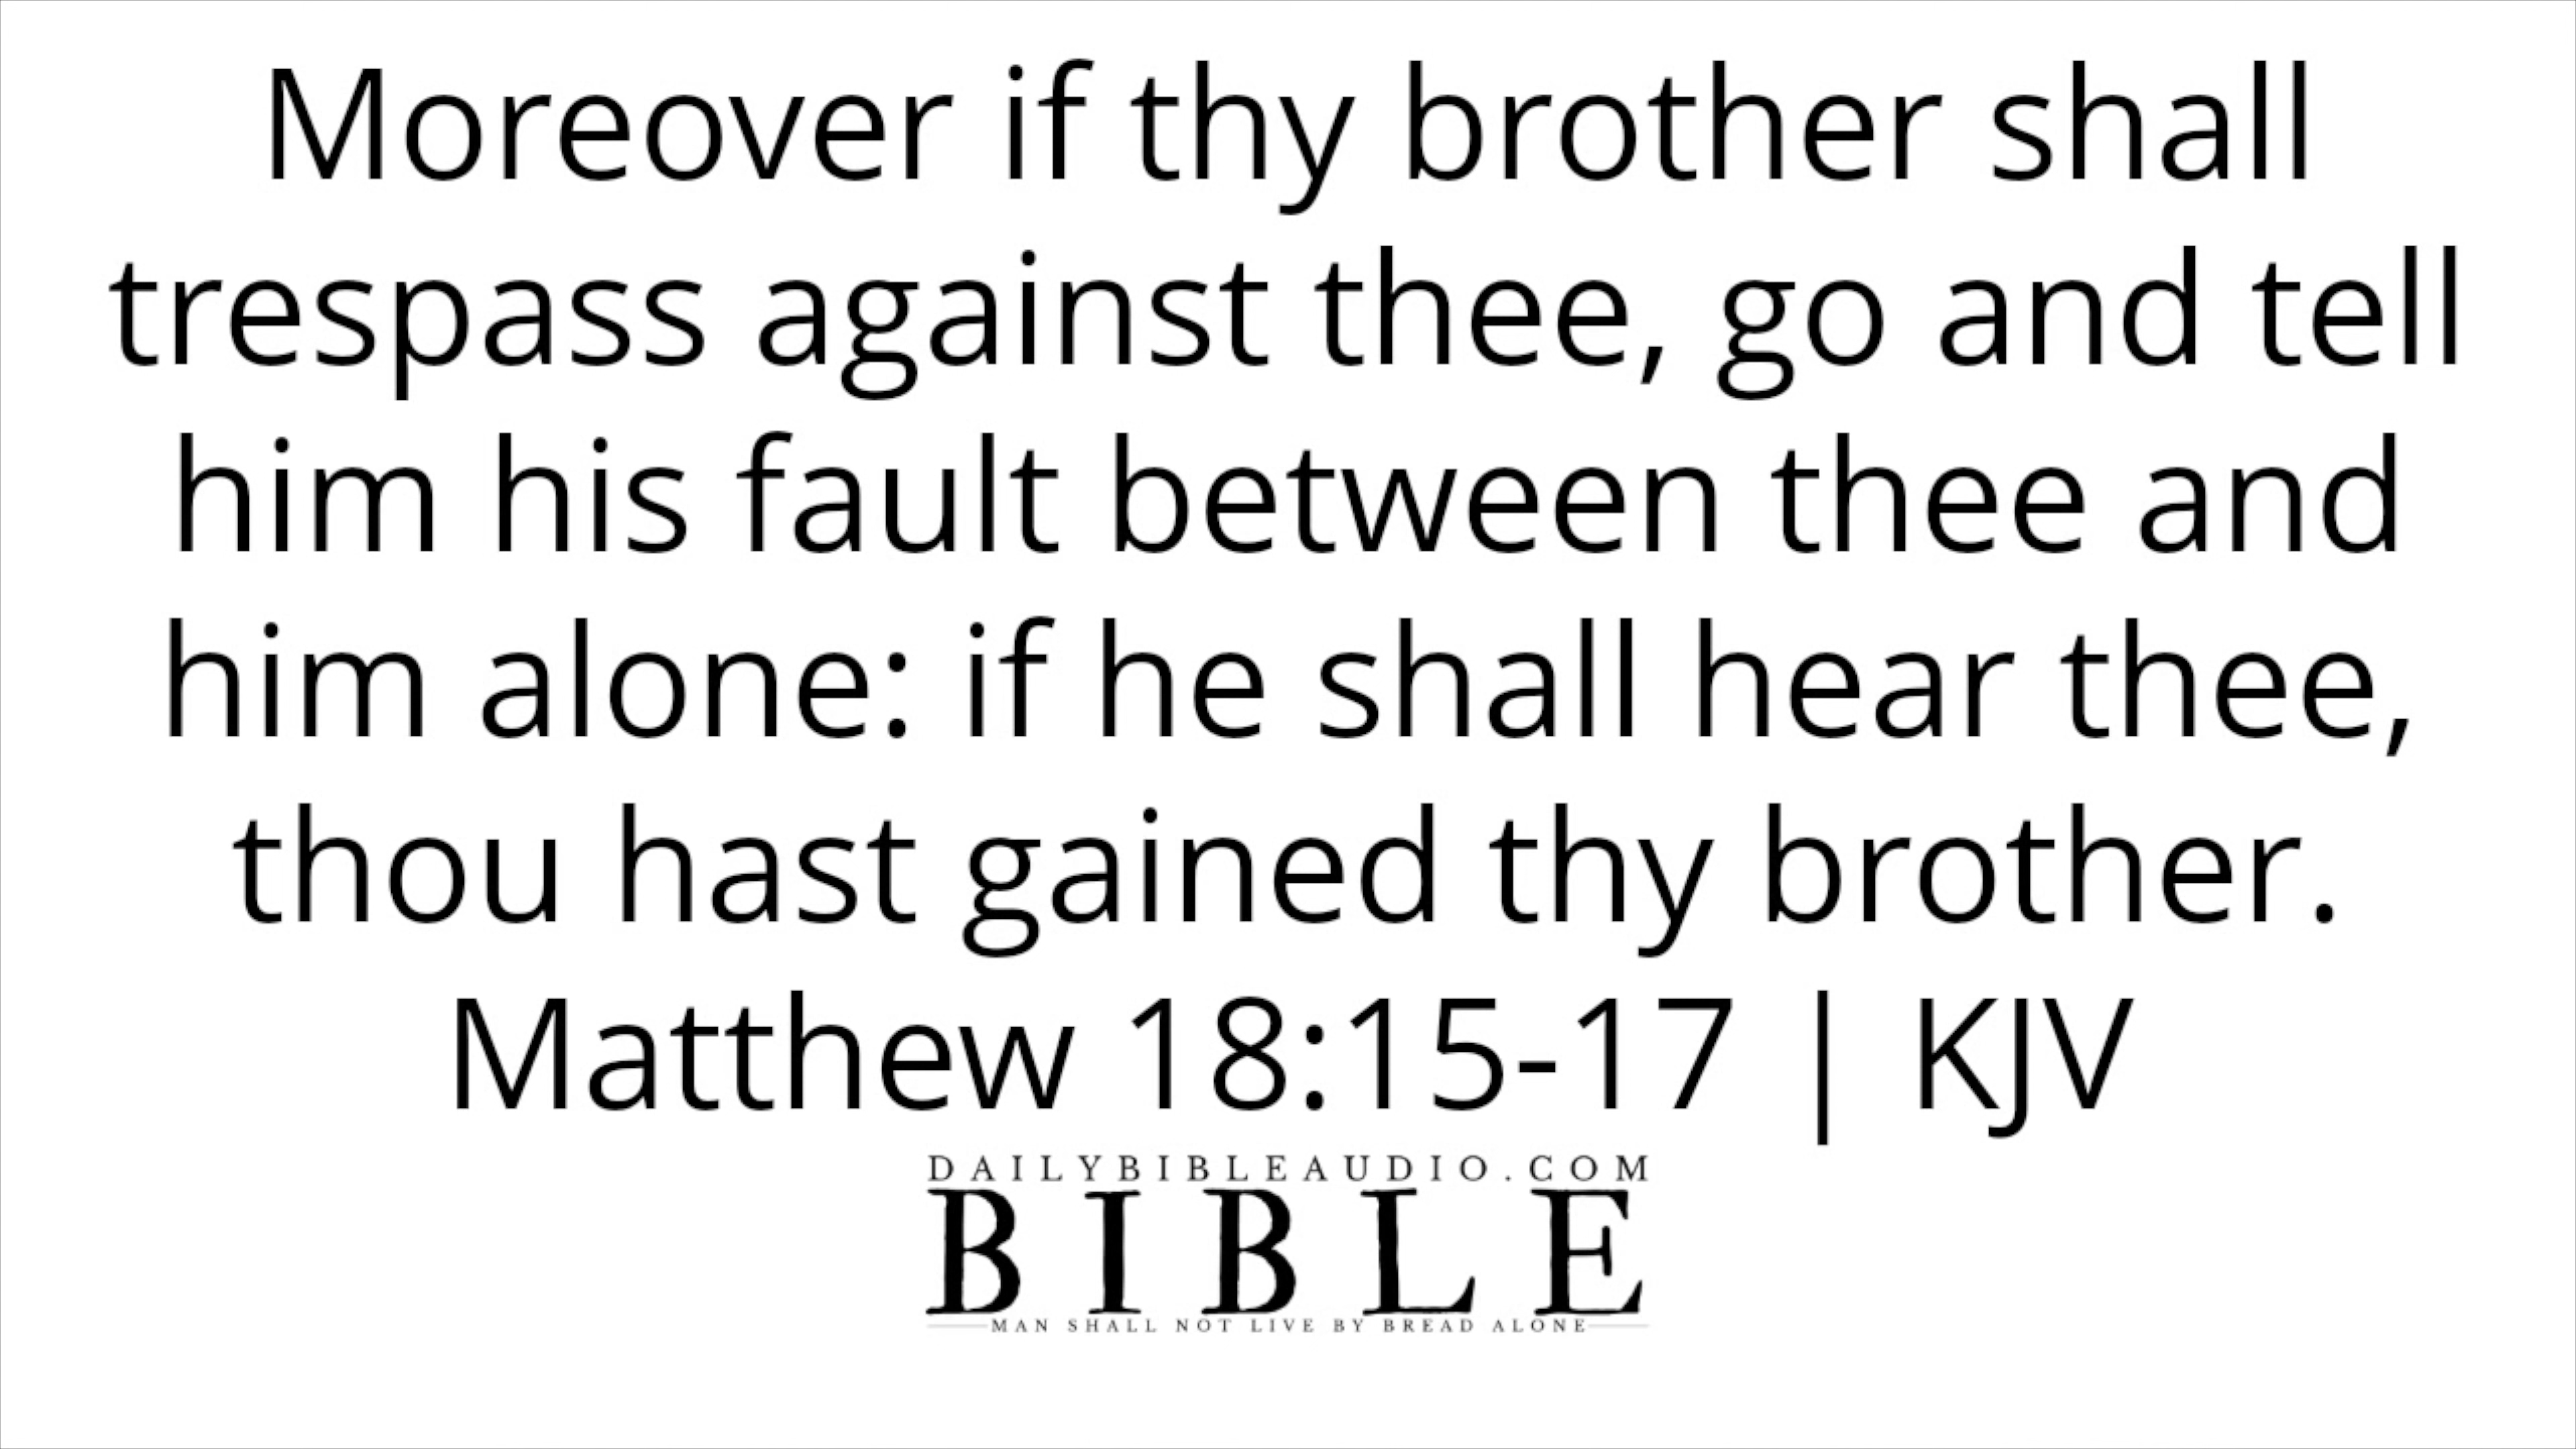 Moreover if thy brother shall
trespass against thee, go and tell
him his fault between thee and
him alone: if he shall hear thee,
thou hast gained thy brother.
Matthew 18:15-17 | KJV
DAILYBIBLEAUDIO.COM
BIBLE
MAN SHALL NOT LIVE BY BREAD ALONE